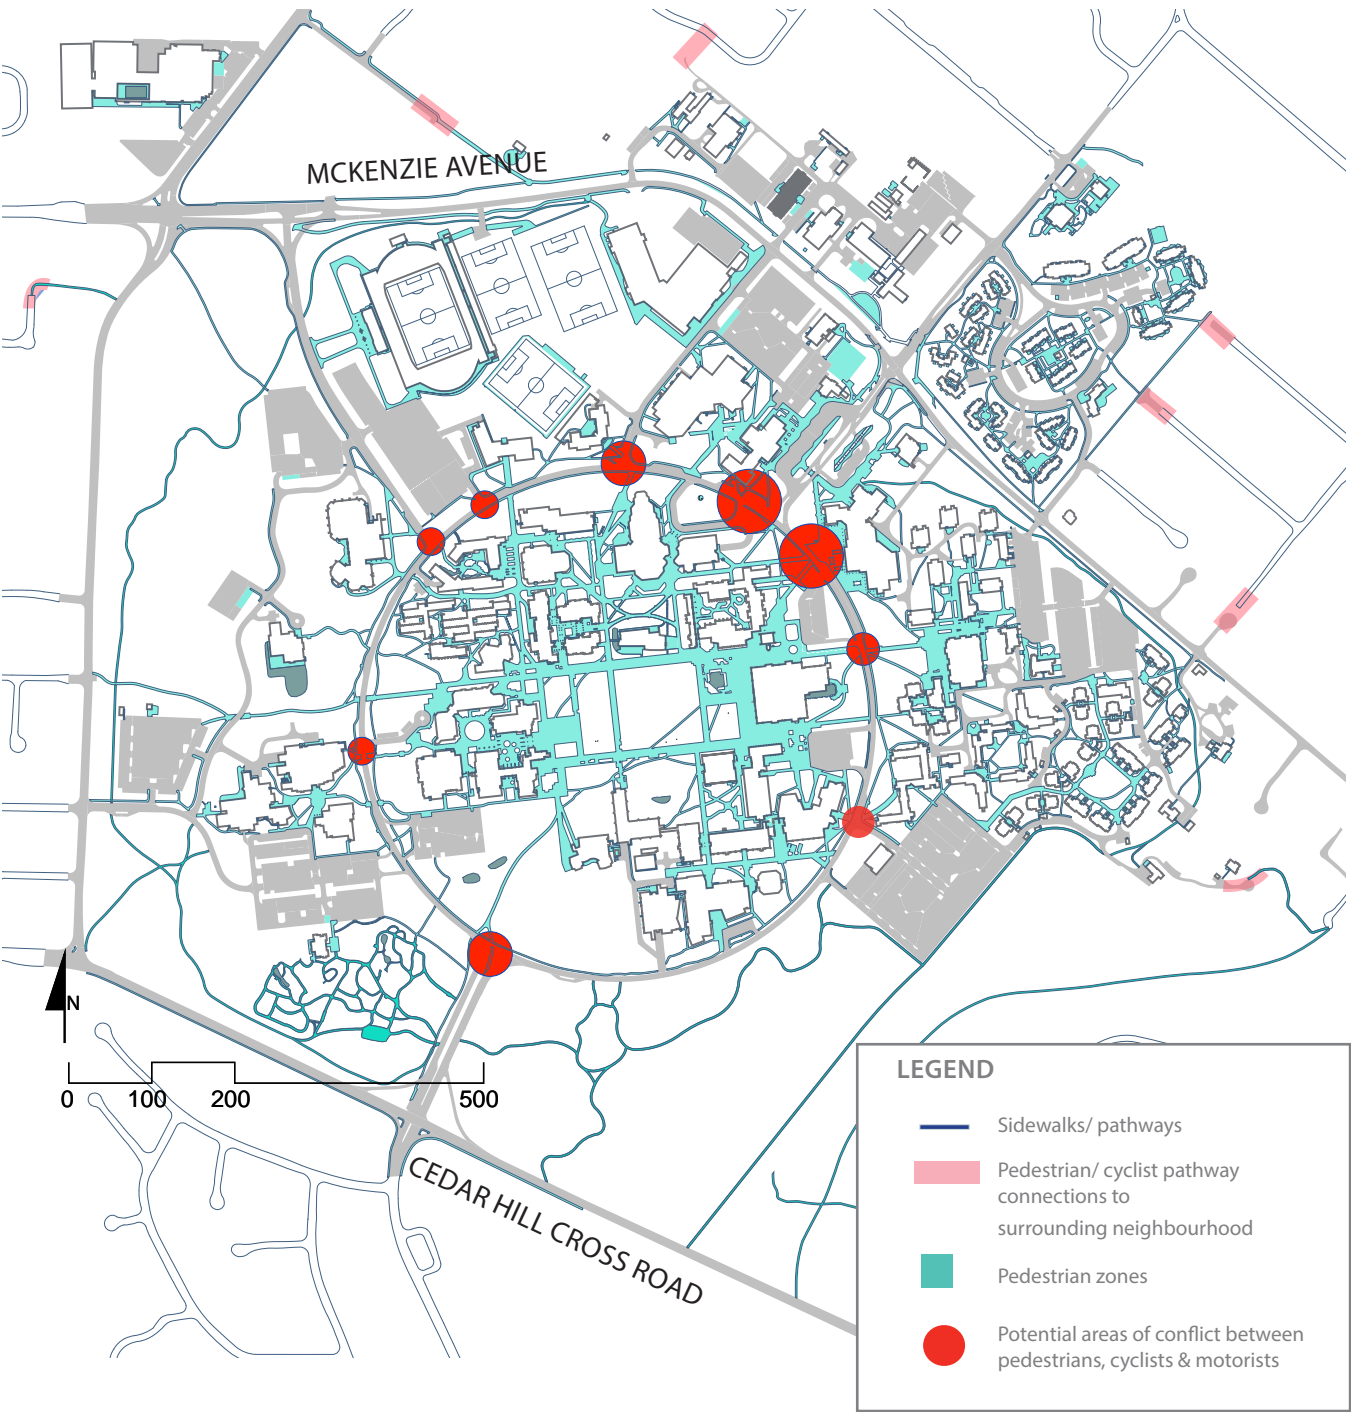 MCKENZIE AVENUE
N
0 100 200 500
CEDAR HILL CROSS ROAD
LEGEND
Sidewalks/ pathways
Pedestrian/ cyclist pathway
connections to
surrounding neighbourhood
Pedestrian zones
Potential areas of conflict between
pedestrians, cyclists & motorists